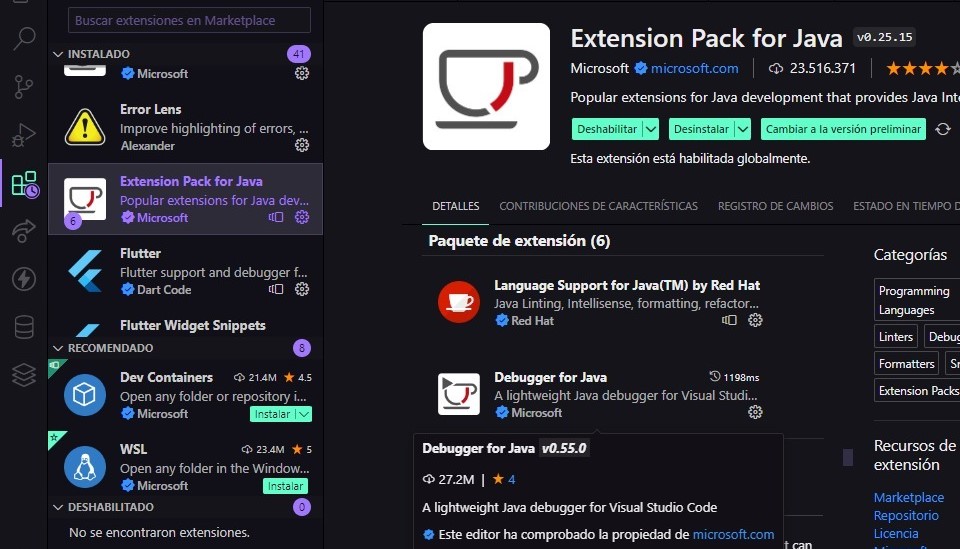 Buscar extensiones en Marketplace
INSTALADO
41
Microsoft
Error Lens
Improve highlighting of errors, ...
Alexander
Extension Pack for Java
Popular extensions for Java dev...
6
Microsoft
Flutter
Flutter support and debugger f...
Dart Code
Flutter Widget Snippets
RECOMENDADO
8
Dev Containers
21.4M
4.5
Open any folder or repository i...
Microsoft
Instalar
WSL
23.4M
5
Open any folder in the Window...
Microsoft
Instalar
DESHABILITADO
0
No se encontraron extensiones.
Extension Pack for Java
v0.25.15
Microsoft
microsoft.com
23.516.371
Popular extensions for Java development that provides Java Inte
Deshabilitar
Desinstalar
Cambiar a la versión preliminar
Esta extensión está habilitada globalmente.
DETALLES
CONTRIBUCIONES DE CARACTERÍSTICAS
REGISTRO DE CAMBIOS
ESTADO EN TIEMPO D
Paquete de extensión (6)
Language Support for Java(TM) by Red Hat
Java Linting, Intellisense, formatting, refactor...
Red Hat
Debugger for Java
1198ms
A lightweight Java debugger for Visual Studi...
Microsoft
Debugger for Java v0.55.0
27.2M | 4
A lightweight Java debugger for Visual Studio Code
Este editor ha comprobado la propiedad de microsoft.com
t can
Categorías
Programming
Languages
Linters
Debug
Formatters
Sn
Extension Packs
Recursos de
extensión
Marketplace
Repositorio
Licencia